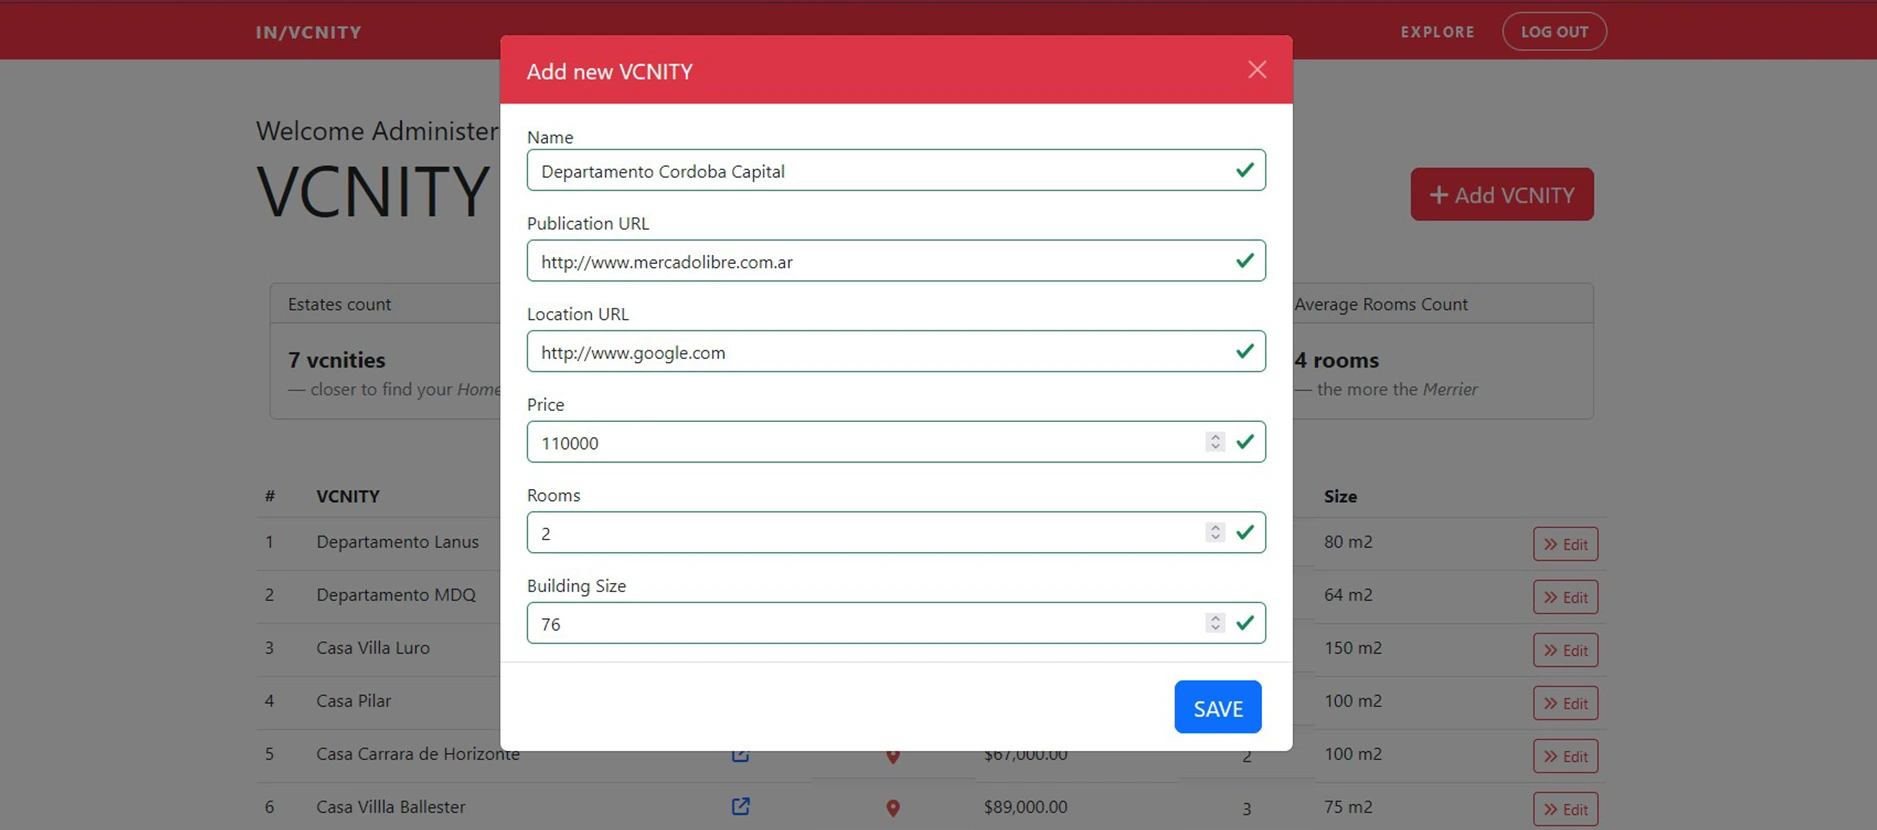 IN/VCNITY
EXPLORE
LOG OUT
Add new VCNITY
Welcome Administer
VCNITY
Add VCNITY
Name
Departamento Cordoba Capital
Publication URL
http://www.mercadolibre.com.ar
Location URL
http://www.google.com
Price
110000
Rooms
2
Building Size
76
SAVE
Estates count
7 vcnities
— closer to find your Home
Average Rooms Count
4 rooms
— the more the Merrier
# VCNITY Size
1 Departamento Lanus 80 m2 Edit
2 Departamento MDQ 64 m2 Edit
3 Casa Villa Luro 150 m2 Edit
4 Casa Pilar 100 m2 Edit
5 Casa Carrara de Horizonte $67,000.00 2 100 m2 Edit
6 Casa Villla Ballester $89,000.00 3 75 m2 Edit